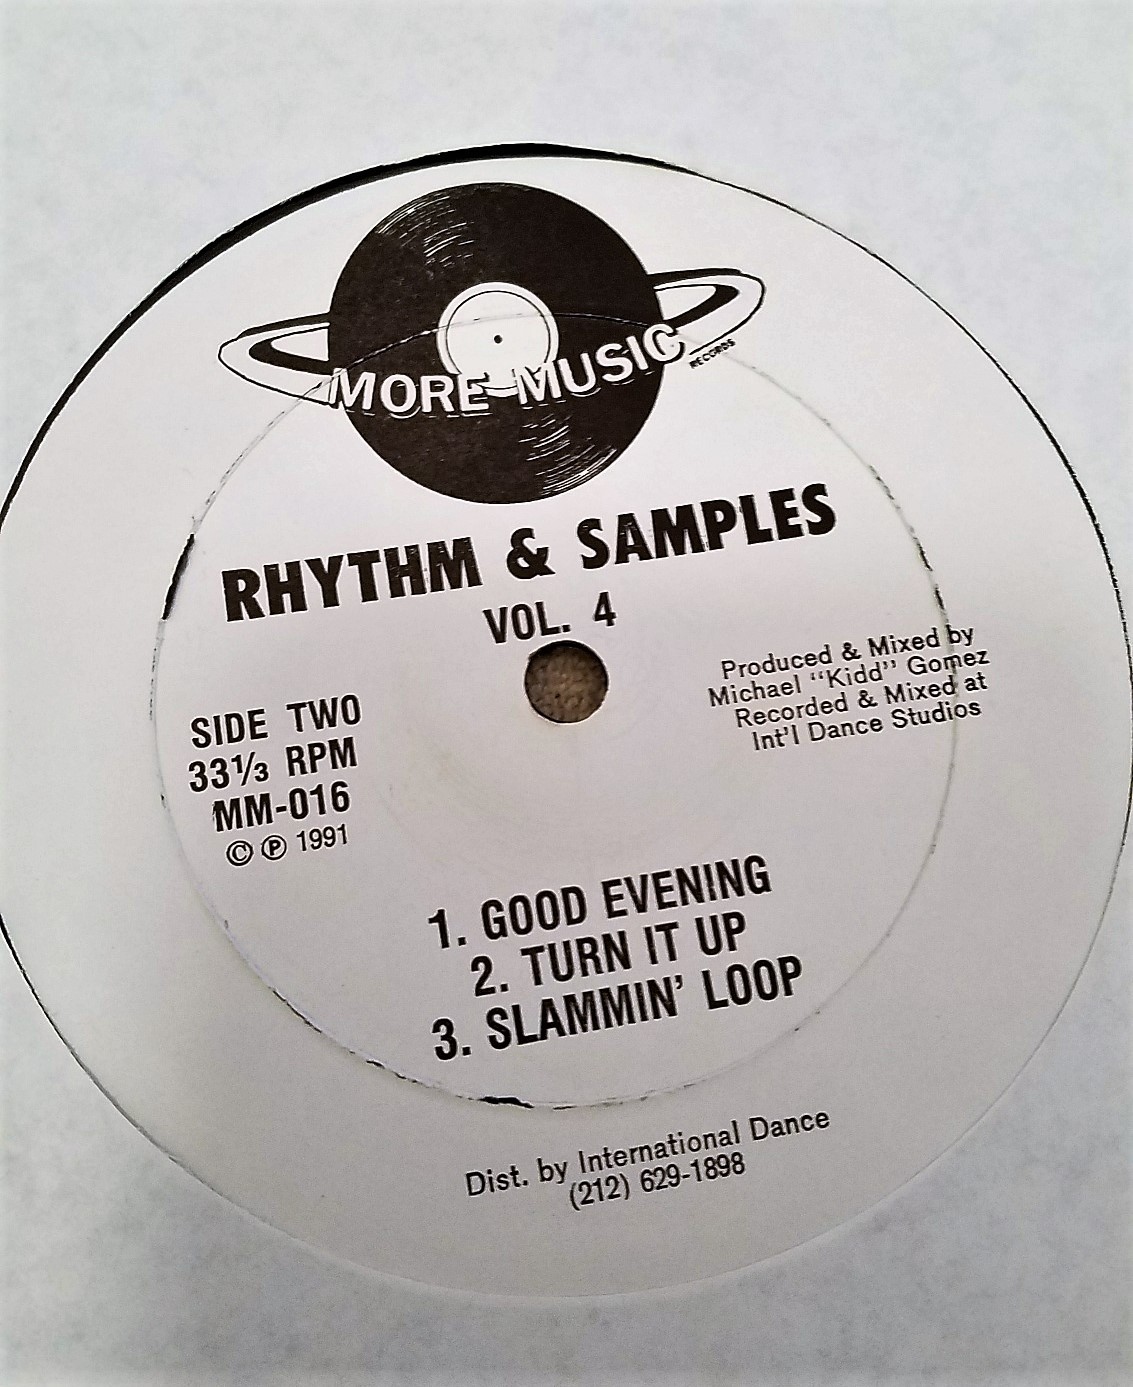 MORE MUSIC
RECORDS
RHYTHM & SAMPLES
VOL. 4
SIDE TWO
33⅓ RPM
MM-016
© ℗ 1991
Produced & Mixed by
Michael "Kidd" Gomez
Recorded & Mixed at
Int'l Dance Studios
1. GOOD EVENING
2. TURN IT UP
3. SLAMMIN' LOOP
Dist. by International Dance
(212) 629-1898